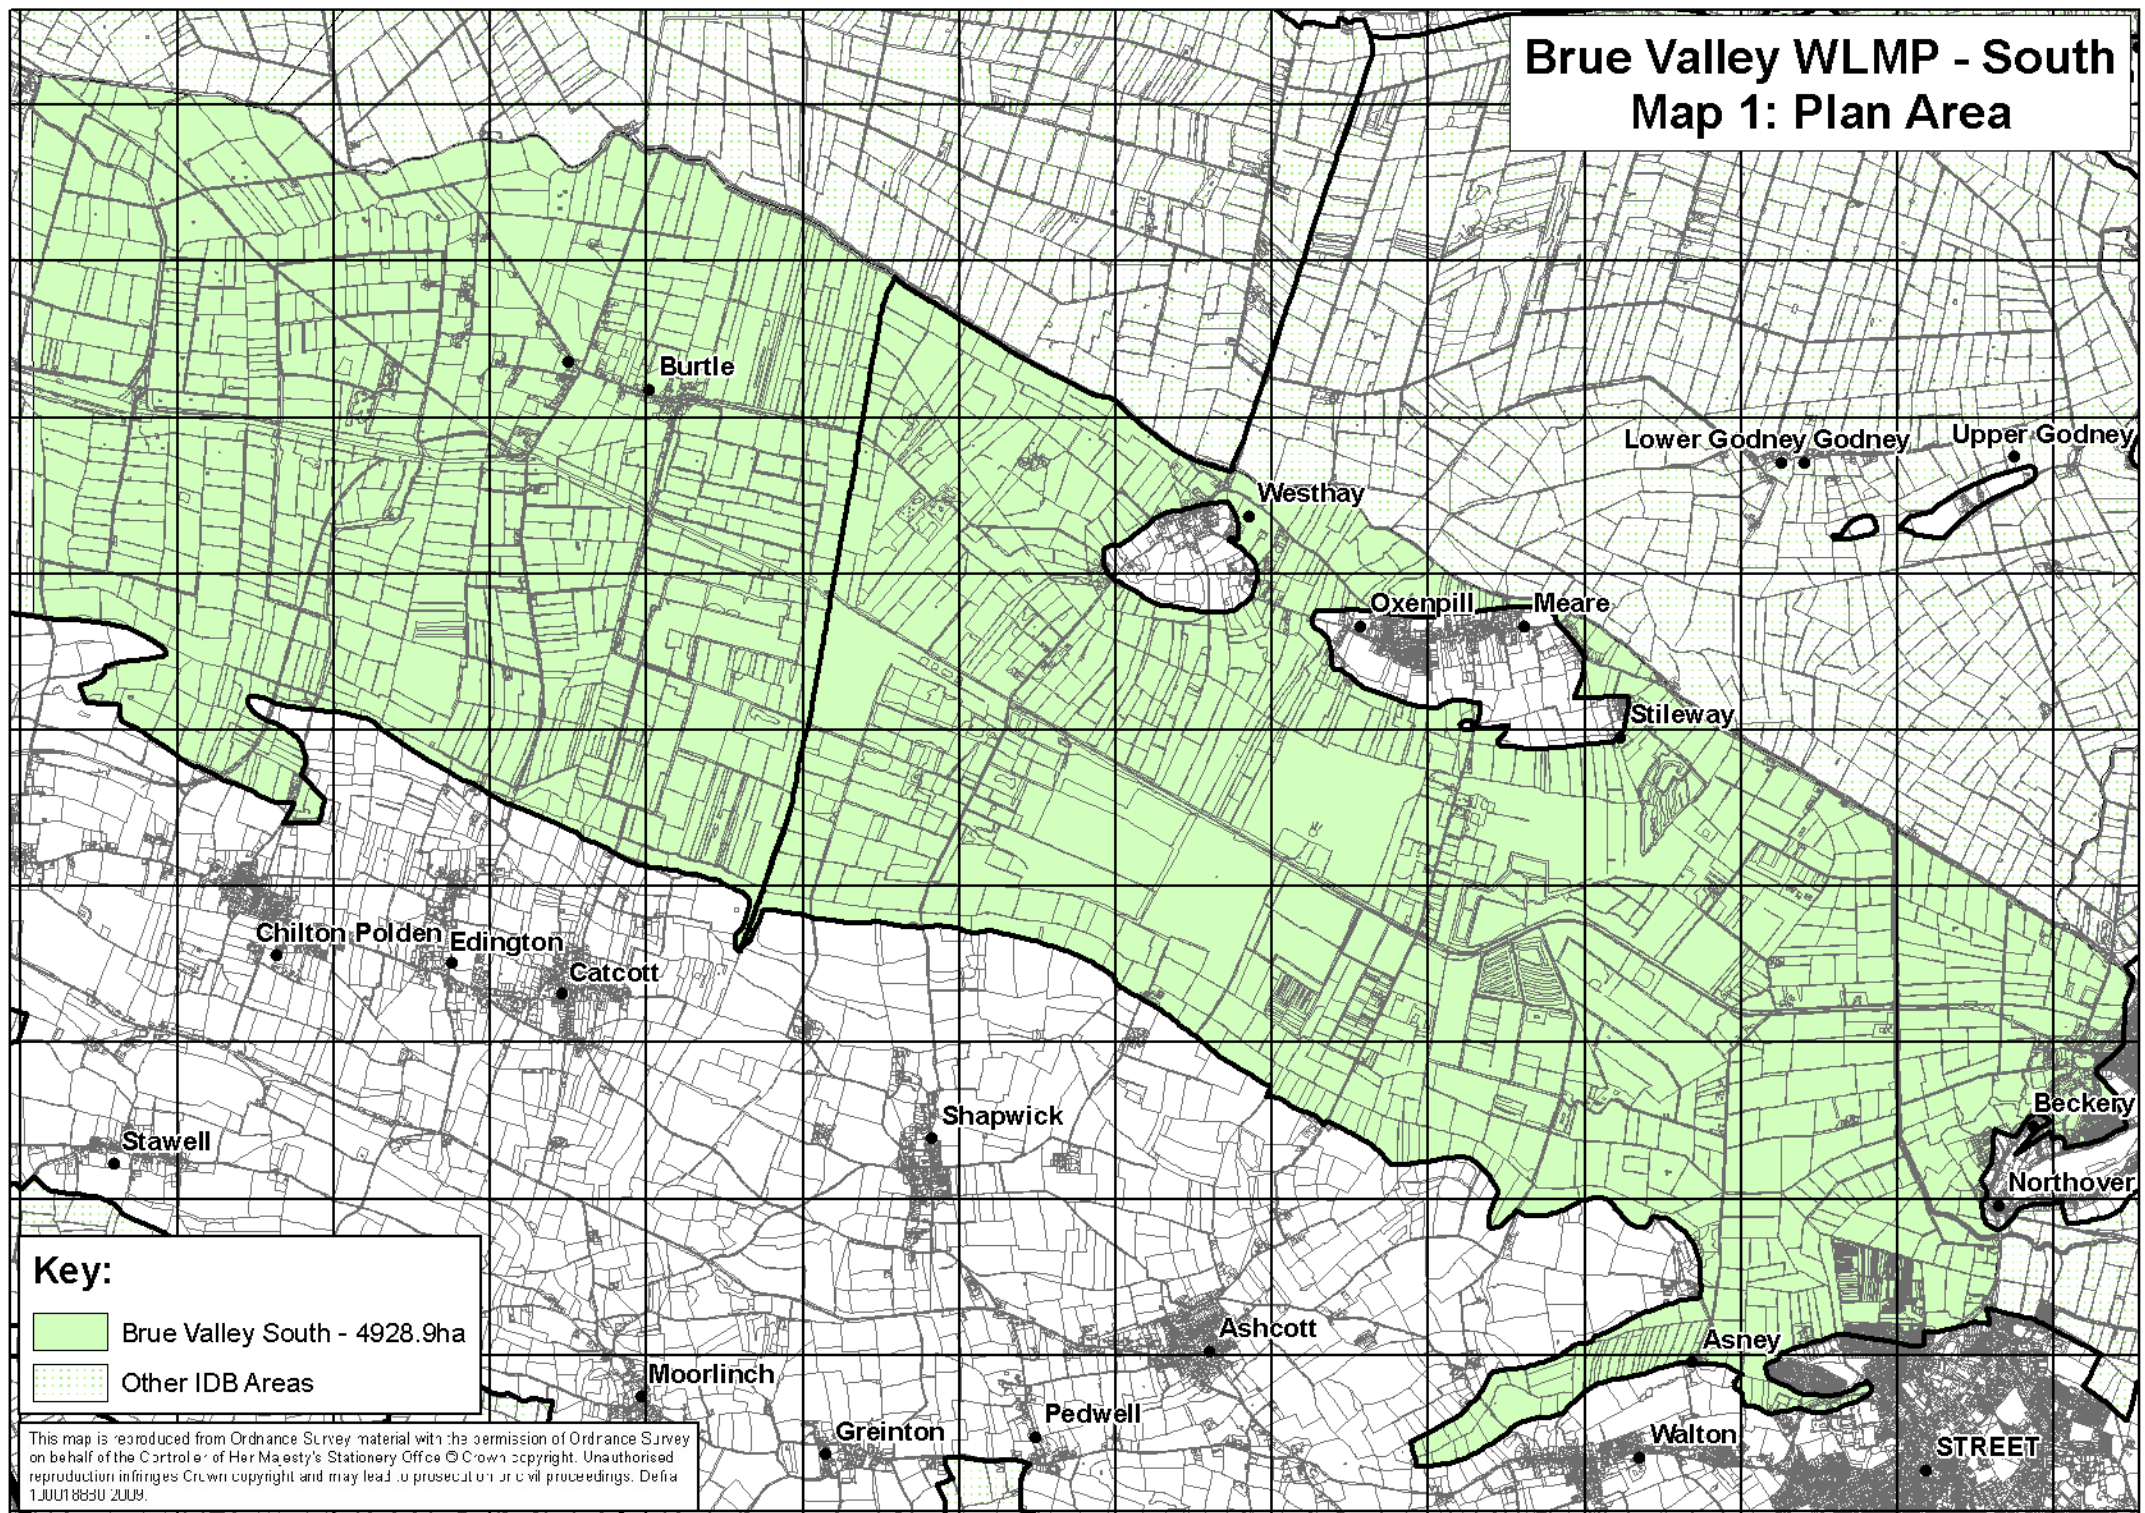 Brue Valley WLMP - South
Map 1: Plan Area
Burtle
Lower Godney Godney Upper Godney
Westhay
Oxenpill Meare
Stileway
Chilton Polden Edington
Catcott
Beckery
Shapwick
Stawell
Northover
Key:
Brue Valley South - 4928.9ha
Other IDB Areas
Ashcott
Asney
Moorlinch
Pedwell
Greinton
Walton
STREET
This map is reproduced from Ordnance Survey material with the permission of Ordnance Survey
on behalf of the Controller of Her Majesty's Stationery Office © Crown copyright. Unauthorised
reproduction infringes Crown copyright and may lead to prosecution or civil proceedings. Defra
100018880 2009.